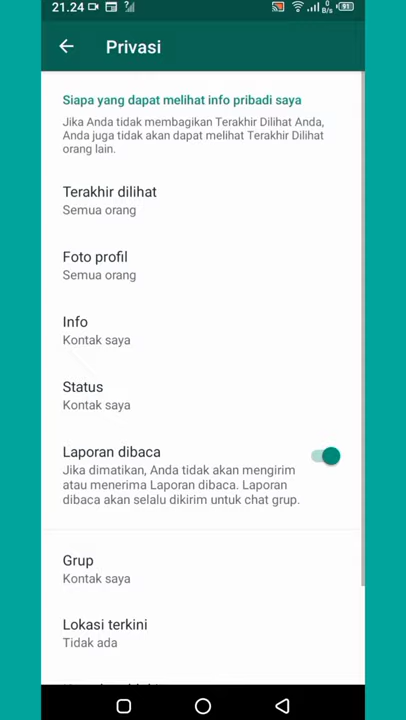 21.24
0
B/s
91
Privasi
Siapa yang dapat melihat info pribadi saya
Jika Anda tidak membagikan Terakhir Dilihat Anda,
Anda juga tidak akan dapat melihat Terakhir Dilihat
orang lain.
Terakhir dilihat
Semua orang
Foto profil
Semua orang
Info
Kontak saya
Status
Kontak saya
Laporan dibaca
Jika dimatikan, Anda tidak akan mengirim
atau menerima Laporan dibaca. Laporan
dibaca akan selalu dikirim untuk chat grup.
Grup
Kontak saya
Lokasi terkini
Tidak ada